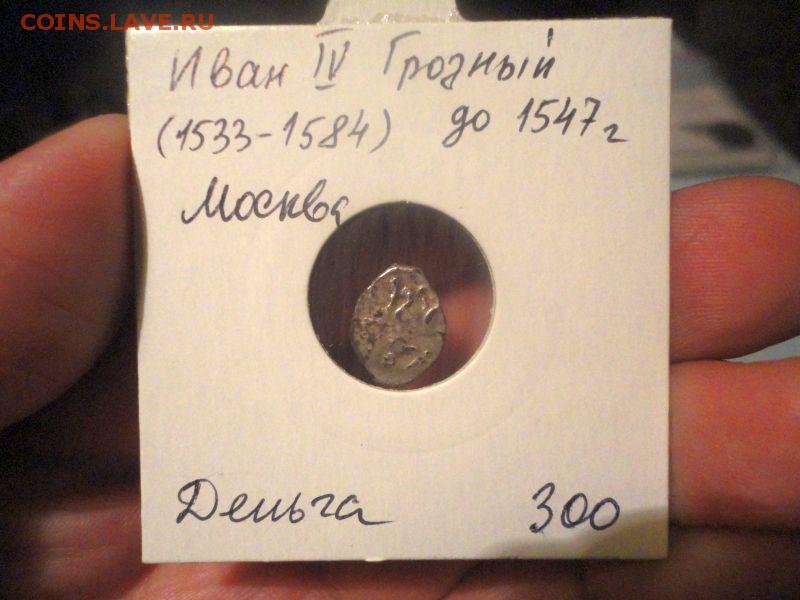 COINS.LAVE.RU
Иван IV Грозный
(1533-1584) до 1547г
Москва
Деньга 300